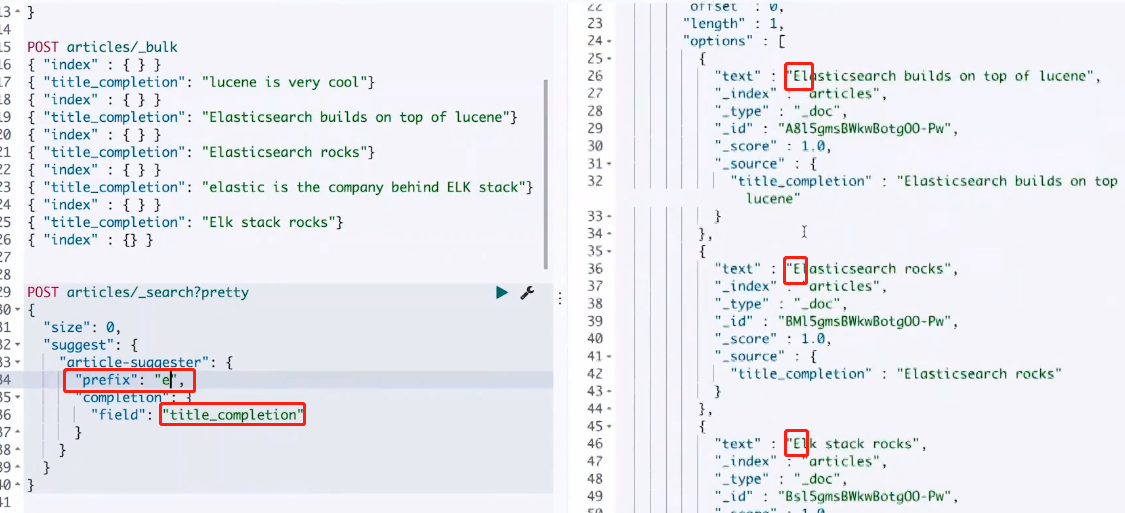 13 }
14
15 POST articles/_bulk
16 { "index" : { } }
17 { "title_completion": "lucene is very cool"}
18 { "index" : { } }
19 { "title_completion": "Elasticsearch builds on top of lucene"}
20 { "index" : { } }
21 { "title_completion": "Elasticsearch rocks"}
22 { "index" : { } }
23 { "title_completion": "elastic is the company behind ELK stack"}
24 { "index" : { } }
25 { "title_completion": "Elk stack rocks"}
26 { "index" : {} }
27
28
29 POST articles/_search?pretty
30 {
31 "size": 0,
32 "suggest": {
33 "article-suggester": {
34 "prefix": "e",
35 "completion": {
36 "field": "title_completion"
37 }
38 }
39 }
40 }
41
22 "offset" : 0,
23 "length" : 1,
24 "options" : [
25 {
26 "text" : "Elasticsearch builds on top of lucene",
27 "_index" : "articles",
28 "_type" : "_doc",
29 "_id" : "A8l5gmsBWkwBotgOO-Pw",
30 "_score" : 1.0,
31 "_source" : {
32 "title_completion" : "Elasticsearch builds on top
lucene"
33 }
34 },
35 {
36 "text" : "Elasticsearch rocks",
37 "_index" : "articles",
38 "_type" : "_doc",
39 "_id" : "BMl5gmsBWkwBotgOO-Pw",
40 "_score" : 1.0,
41 "_source" : {
42 "title_completion" : "Elasticsearch rocks"
43 }
44 },
45 {
46 "text" : "Elk stack rocks",
47 "_index" : "articles",
48 "_type" : "_doc",
49 "_id" : "Bsl5gmsBWkwBotgOO-Pw",
50 "_score" : 1.0,